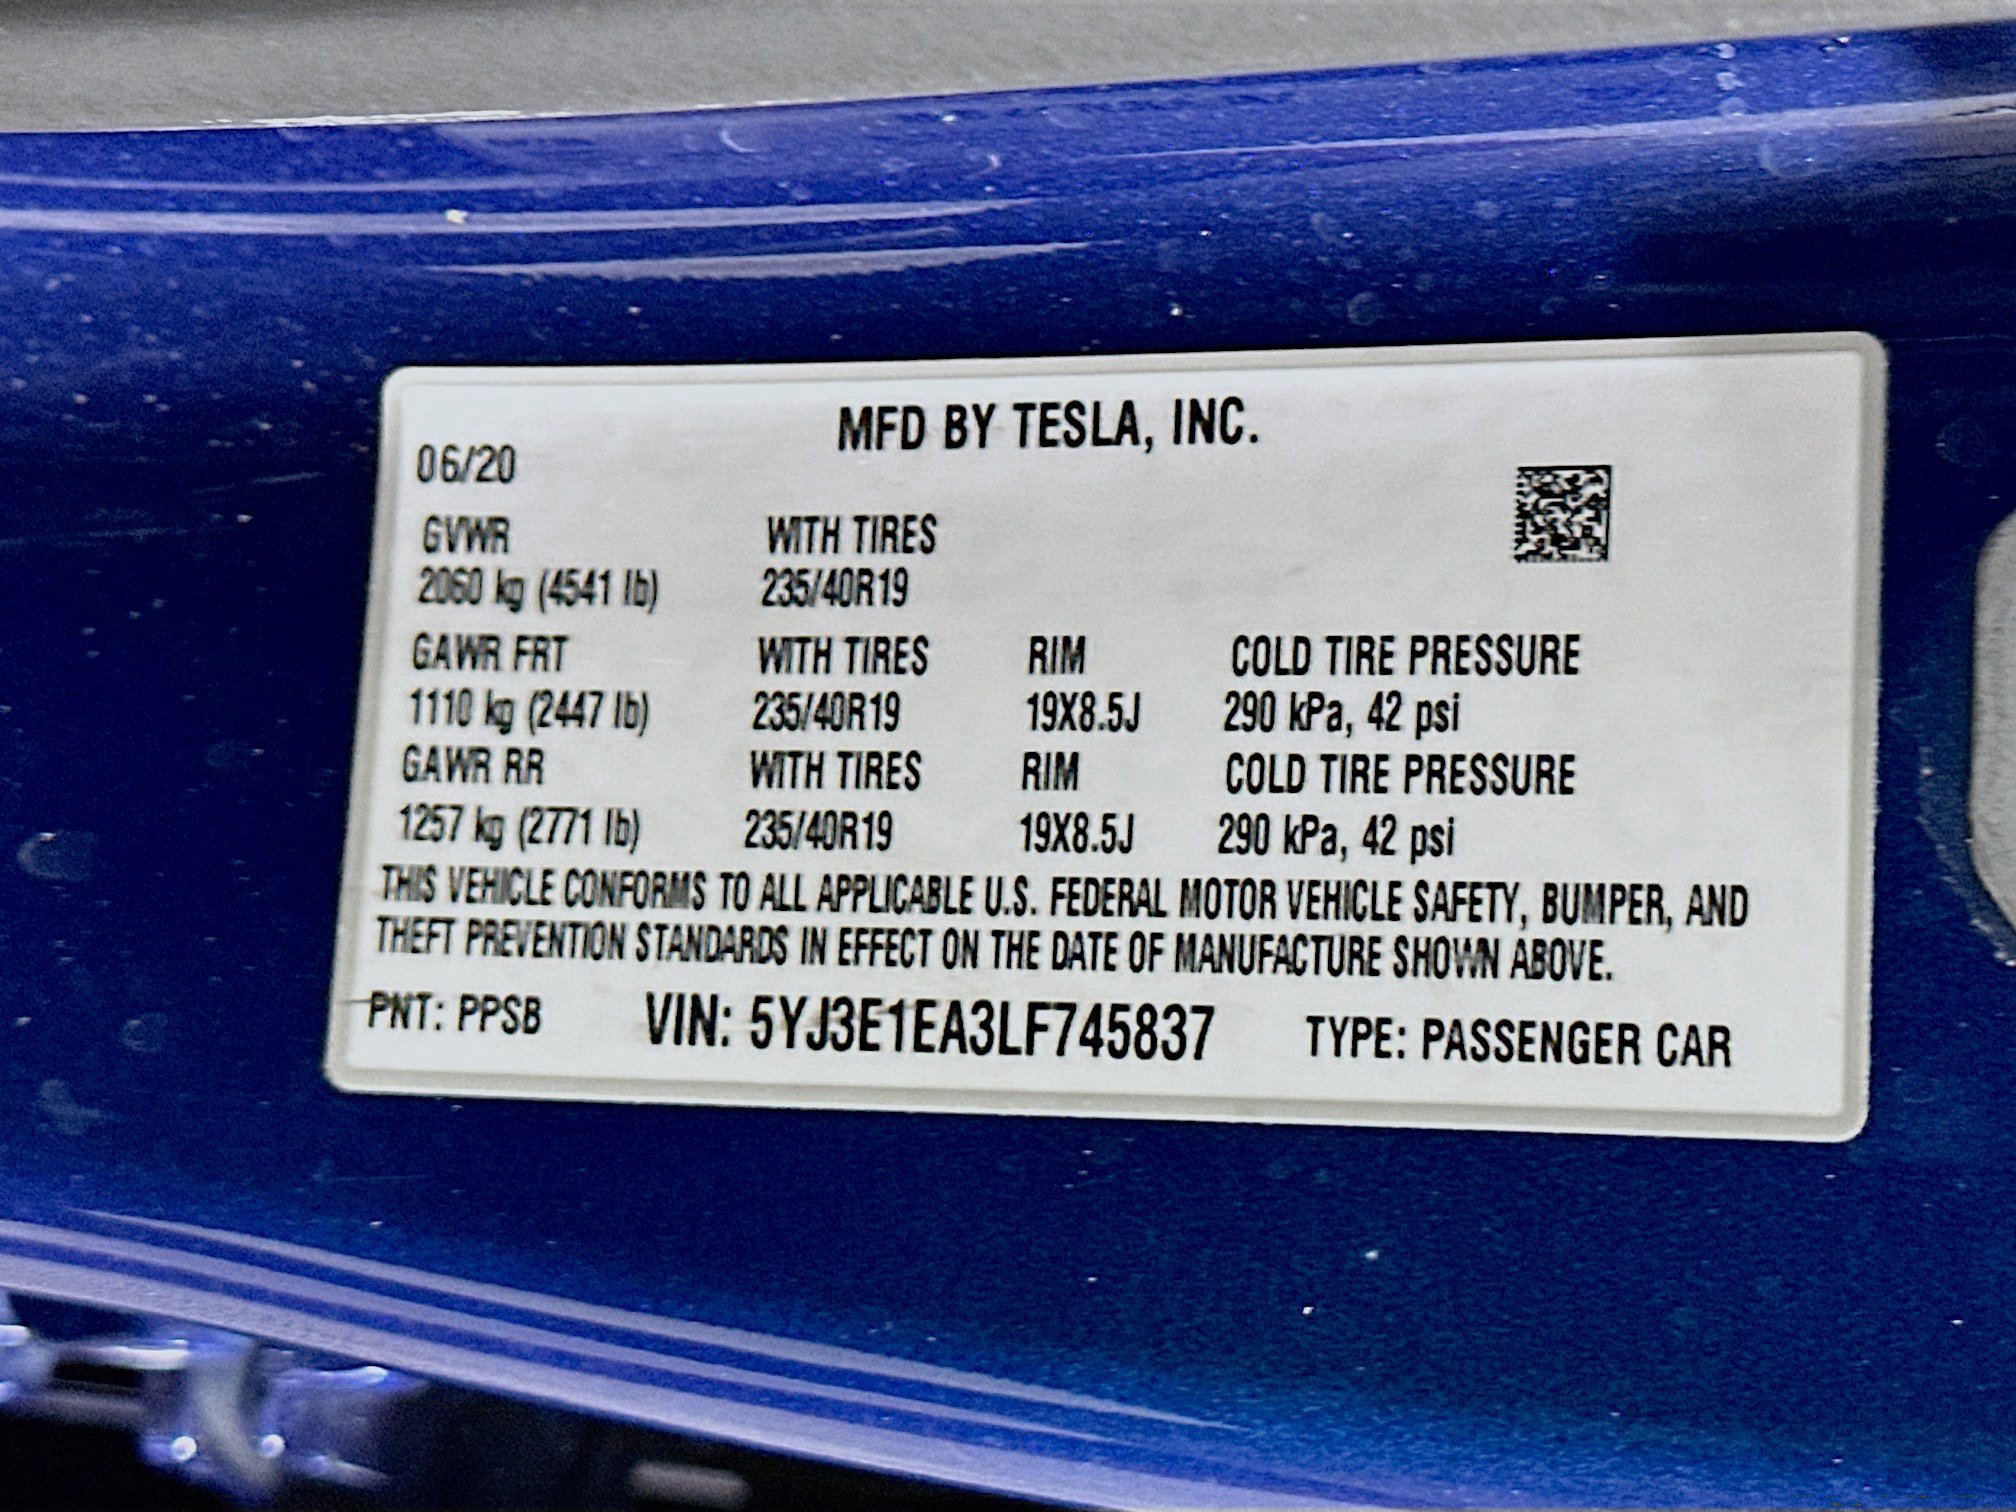 MFD BY TESLA, INC.
06/20
GVWR WITH TIRES
2060 kg (4541 lb) 235/40R19
GAWR FRT WITH TIRES RIM COLD TIRE PRESSURE
1110 kg (2447 lb) 235/40R19 19X8.5J 290 kPa, 42 psi
GAWR RR WITH TIRES RIM COLD TIRE PRESSURE
1257 kg (2771 lb) 235/40R19 19X8.5J 290 kPa, 42 psi
THIS VEHICLE CONFORMS TO ALL APPLICABLE U.S. FEDERAL MOTOR VEHICLE SAFETY, BUMPER, AND
THEFT PREVENTION STANDARDS IN EFFECT ON THE DATE OF MANUFACTURE SHOWN ABOVE.
PNT: PPSB VIN: 5YJ3E1EA3LF745837 TYPE: PASSENGER CAR